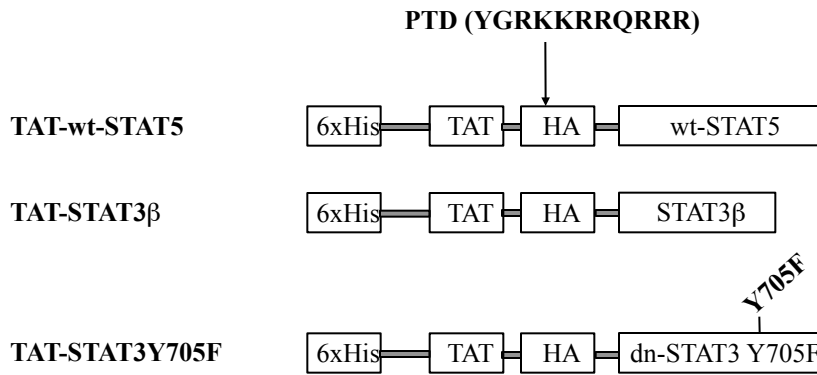 PTD (YGRKKRRQRRR)
TAT-wt-STAT5 6xHis TAT HA wt-STAT5
TAT-STAT3β 6xHis TAT HA STAT3β
Y705F
TAT-STAT3Y705F 6xHis TAT HA dn-STAT3 Y705F